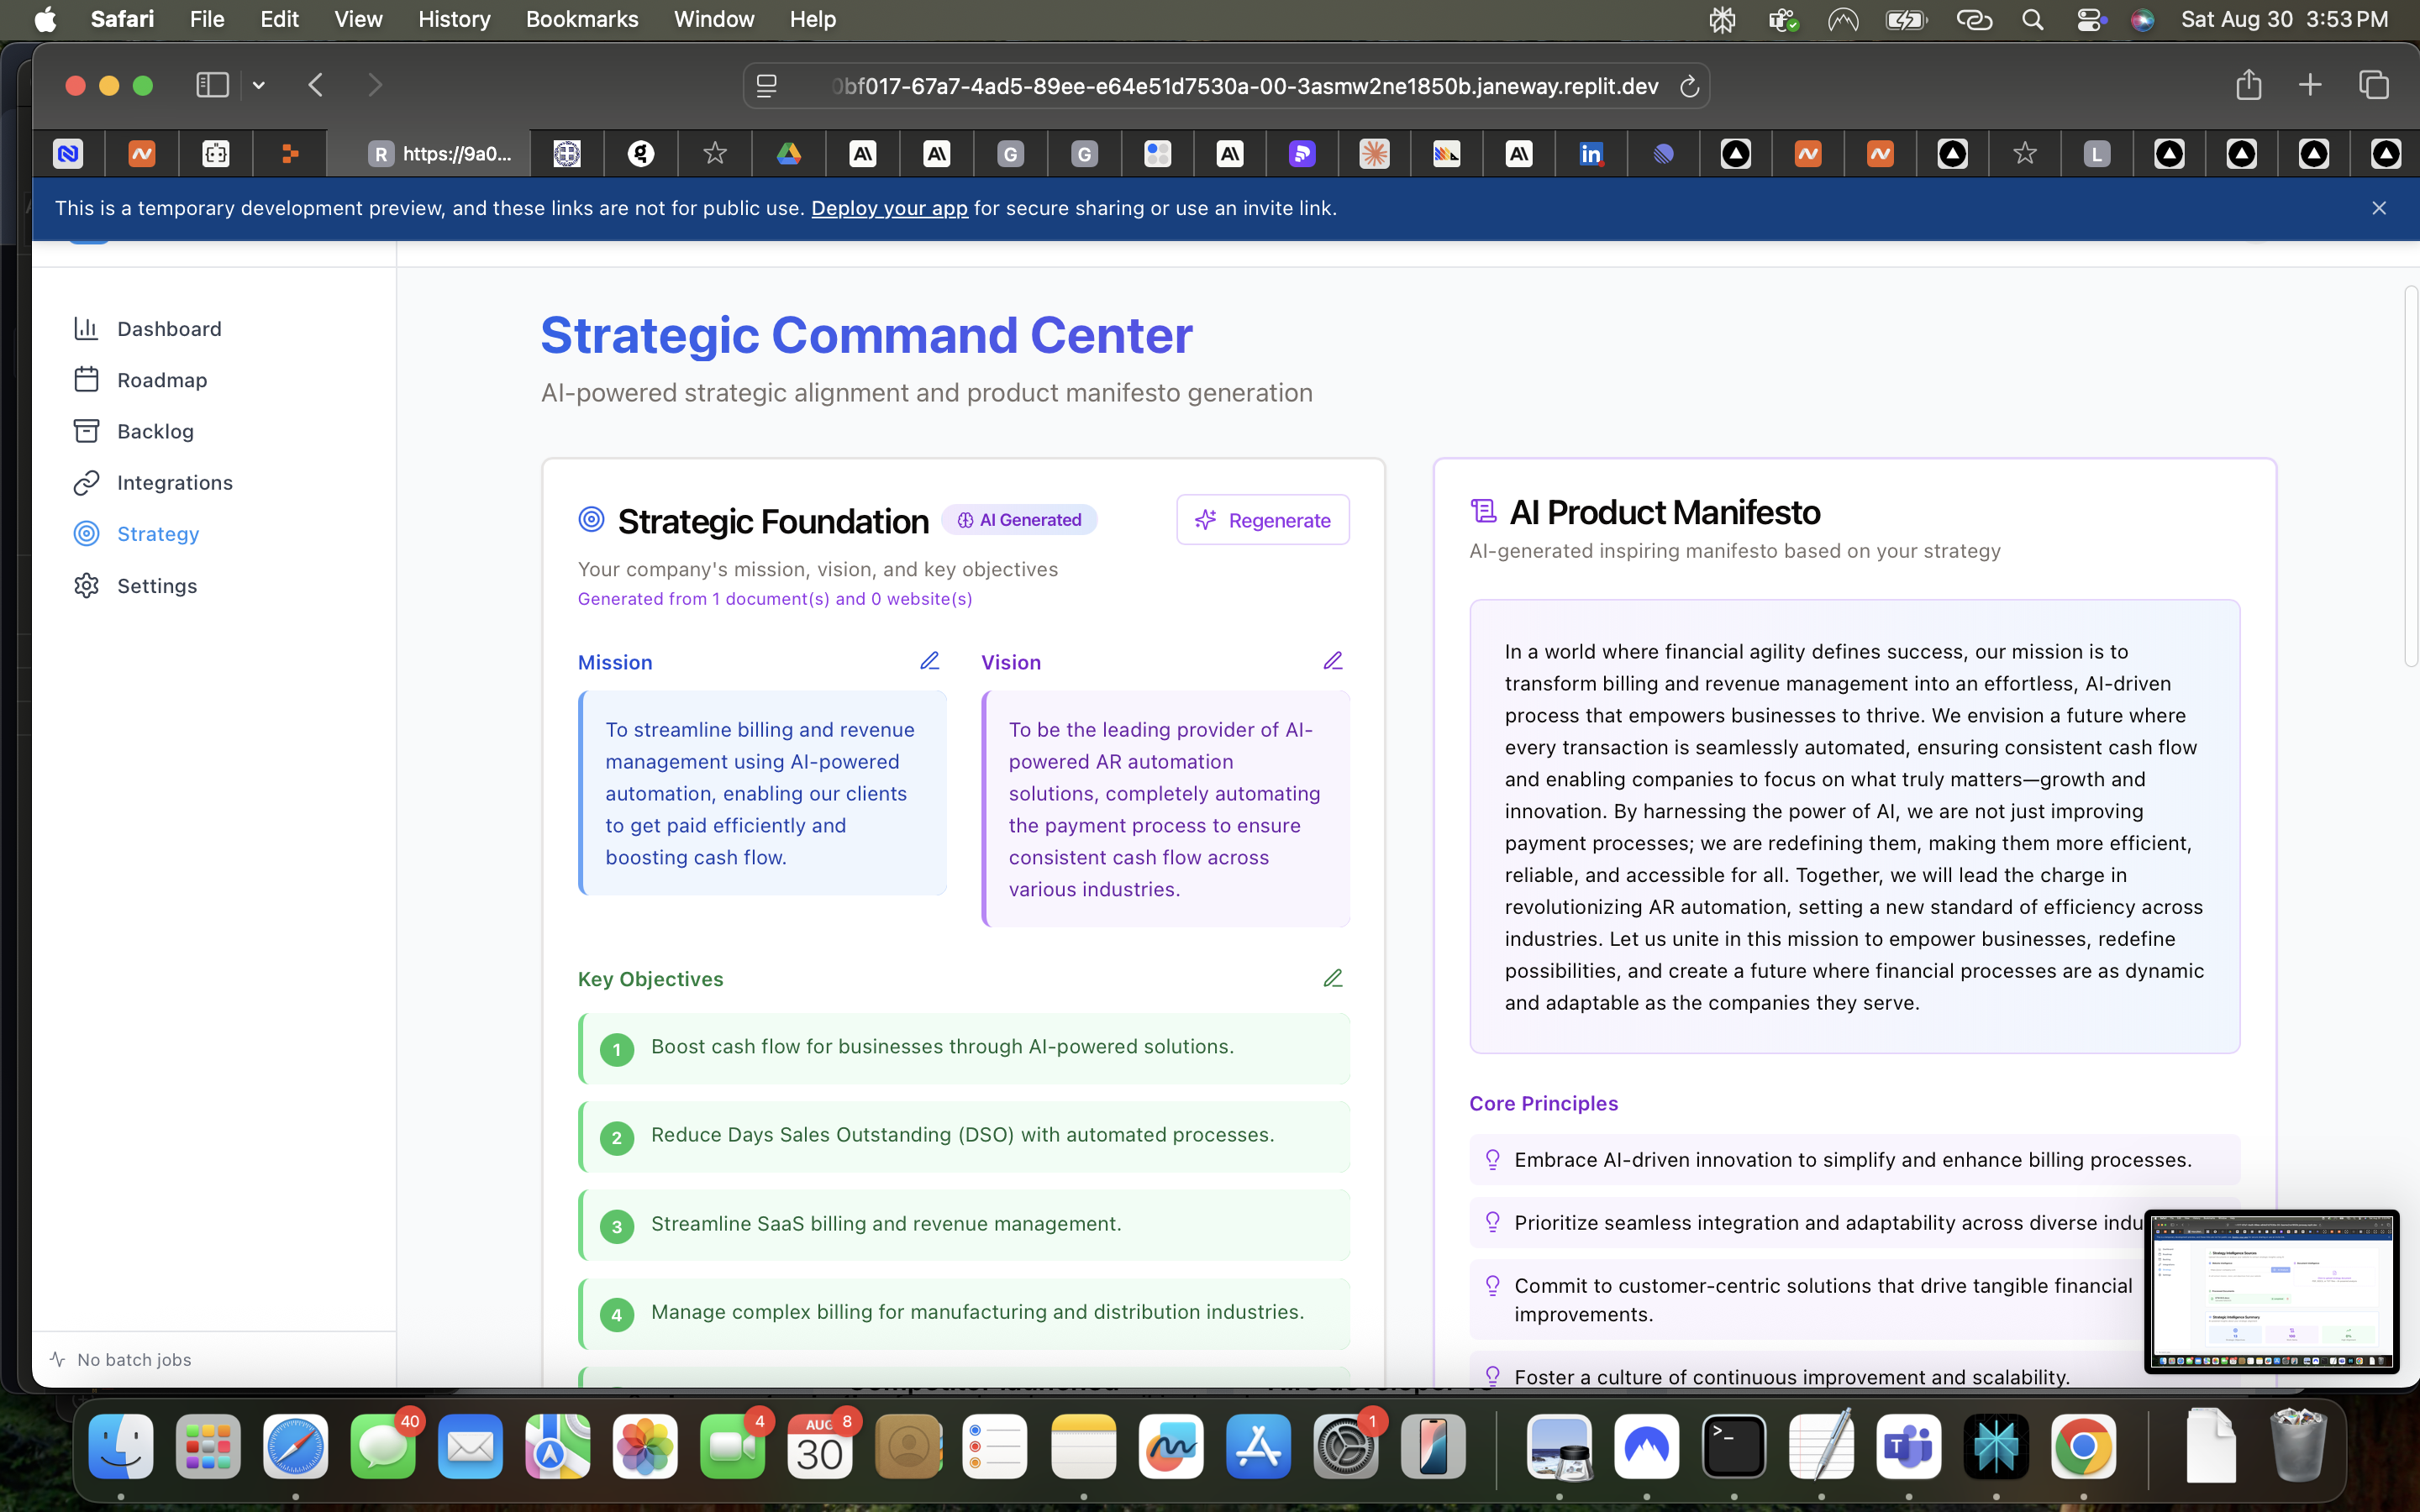 Safari File Edit View History Bookmarks Window Help Sat Aug 30 3:53 PM
0bf017-67a7-4ad5-89ee-e64e51d7530a-00-3asmw2ne1850b.janeway.replit.dev
R https://9a0... G G in L
This is a temporary development preview, and these links are not for public use. Deploy your app for secure sharing or use an invite link.
Dashboard
Roadmap
Backlog
Integrations
Strategy
Settings
No batch jobs
Strategic Command Center
AI-powered strategic alignment and product manifesto generation
Strategic Foundation AI Generated Regenerate
Your company's mission, vision, and key objectives
Generated from 1 document(s) and 0 website(s)
Mission
To streamline billing and revenue
management using AI-powered
automation, enabling our clients
to get paid efficiently and
boosting cash flow.
Vision
To be the leading provider of AI-
powered AR automation
solutions, completely automating
the payment process to ensure
consistent cash flow across
various industries.
Key Objectives
1 Boost cash flow for businesses through AI-powered solutions.
2 Reduce Days Sales Outstanding (DSO) with automated processes.
3 Streamline SaaS billing and revenue management.
4 Manage complex billing for manufacturing and distribution industries.
AI Product Manifesto
AI-generated inspiring manifesto based on your strategy
In a world where financial agility defines success, our mission is to
transform billing and revenue management into an effortless, AI-driven
process that empowers businesses to thrive. We envision a future where
every transaction is seamlessly automated, ensuring consistent cash flow
and enabling companies to focus on what truly matters—growth and
innovation. By harnessing the power of AI, we are not just improving
payment processes; we are redefining them, making them more efficient,
reliable, and accessible for all. Together, we will lead the charge in
revolutionizing AR automation, setting a new standard of efficiency across
industries. Let us unite in this mission to empower businesses, redefine
possibilities, and create a future where financial processes are as dynamic
and adaptable as the companies they serve.
Core Principles
Embrace AI-driven innovation to simplify and enhance billing processes.
Prioritize seamless integration and adaptability across diverse indu
Commit to customer-centric solutions that drive tangible financial
improvements.
Foster a culture of continuous improvement and scalability.
40 4 AUG 8 1
30